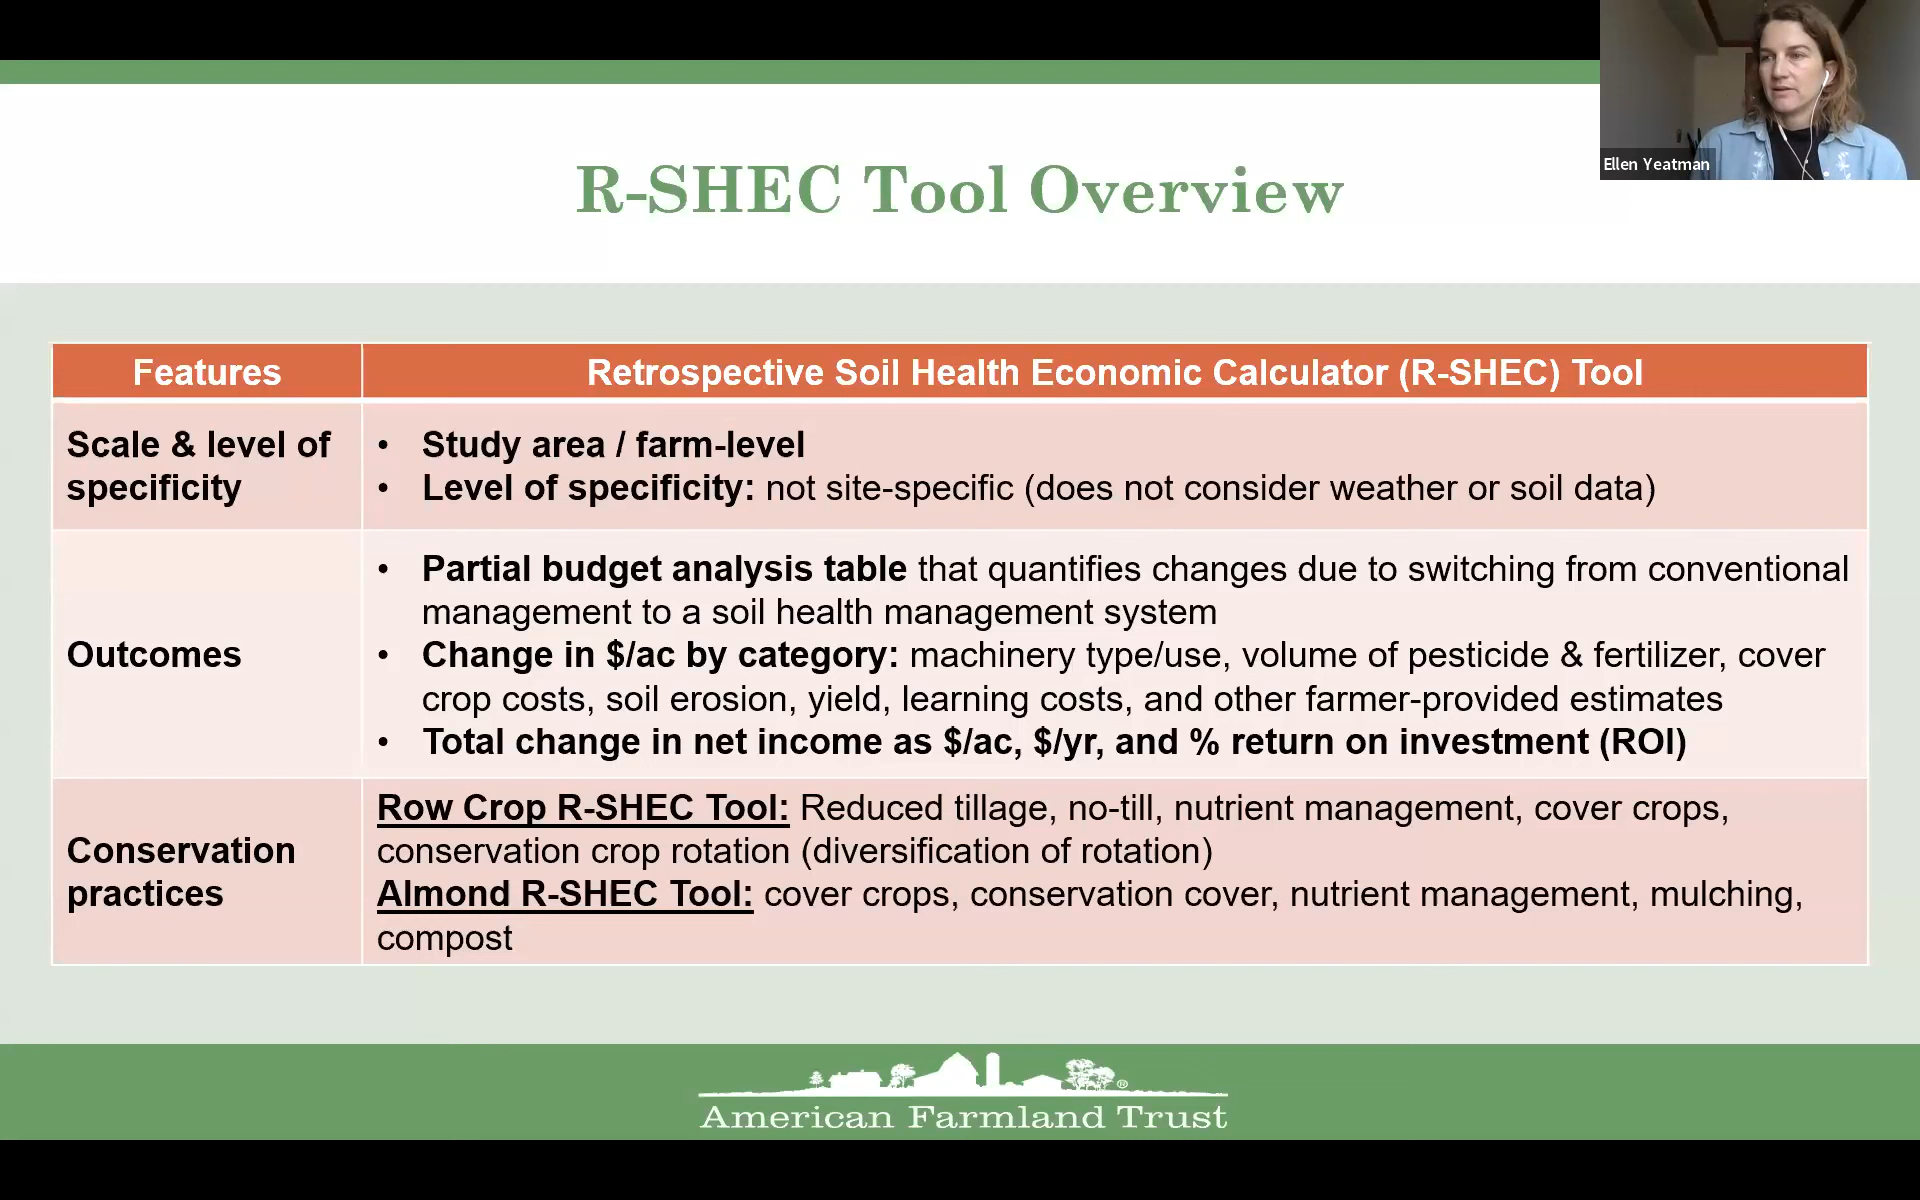 Ellen Yeatman
R-SHEC Tool Overview
Features
Retrospective Soil Health Economic Calculator (R-SHEC) Tool
Scale & level of
specificity
• Study area / farm-level
• Level of specificity: not site-specific (does not consider weather or soil data)
Outcomes
• Partial budget analysis table that quantifies changes due to switching from conventional
management to a soil health management system
• Change in $/ac by category: machinery type/use, volume of pesticide & fertilizer, cover
crop costs, soil erosion, yield, learning costs, and other farmer-provided estimates
• Total change in net income as $/ac, $/yr, and % return on investment (ROI)
Conservation
practices
Row Crop R-SHEC Tool: Reduced tillage, no-till, nutrient management, cover crops,
conservation crop rotation (diversification of rotation)
Almond R-SHEC Tool: cover crops, conservation cover, nutrient management, mulching,
compost
®
American Farmland Trust